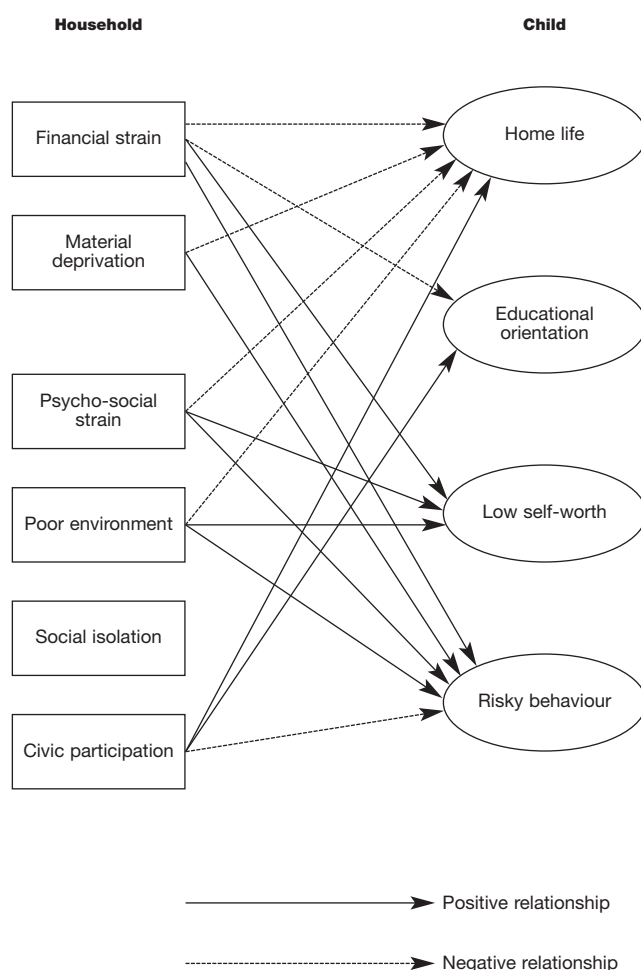 Household
Child
Financial strain
Home life
Material
deprivation
Educational
orientation
Psycho-social
strain
Low self-worth
Poor environment
Social isolation
Risky behaviour
Civic participation
Positive relationship
Negative relationship